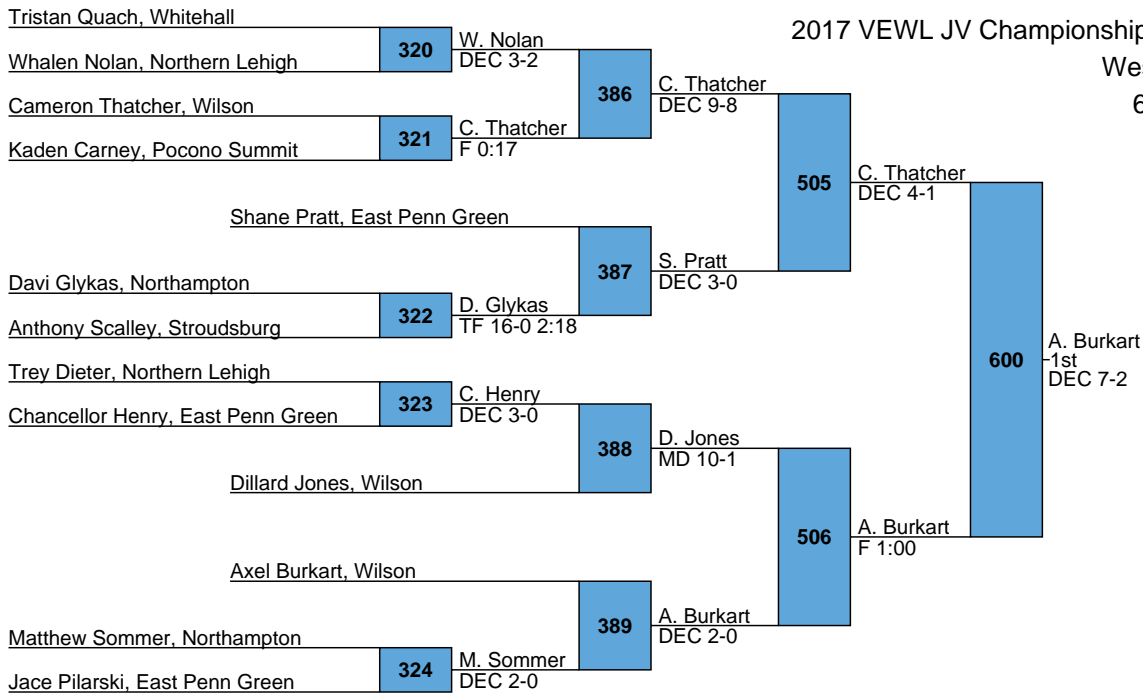 2017 VEWL JV Championship
Wes
6
Tristan Quach, Whitehall
320
W. Nolan
DEC 3-2
Whalen Nolan, Northern Lehigh
386
C. Thatcher
DEC 9-8
Cameron Thatcher, Wilson
321
C. Thatcher
F 0:17
Kaden Carney, Pocono Summit
505
C. Thatcher
DEC 4-1
Shane Pratt, East Penn Green
387
S. Pratt
DEC 3-0
Davi Glykas, Northampton
322
D. Glykas
TF 16-0 2:18
Anthony Scalley, Stroudsburg
600
A. Burkart
1st
DEC 7-2
Trey Dieter, Northern Lehigh
323
C. Henry
DEC 3-0
Chancellor Henry, East Penn Green
388
D. Jones
MD 10-1
Dillard Jones, Wilson
506
A. Burkart
F 1:00
Axel Burkart, Wilson
389
A. Burkart
DEC 2-0
Matthew Sommer, Northampton
324
M. Sommer
DEC 2-0
Jace Pilarski, East Penn Green